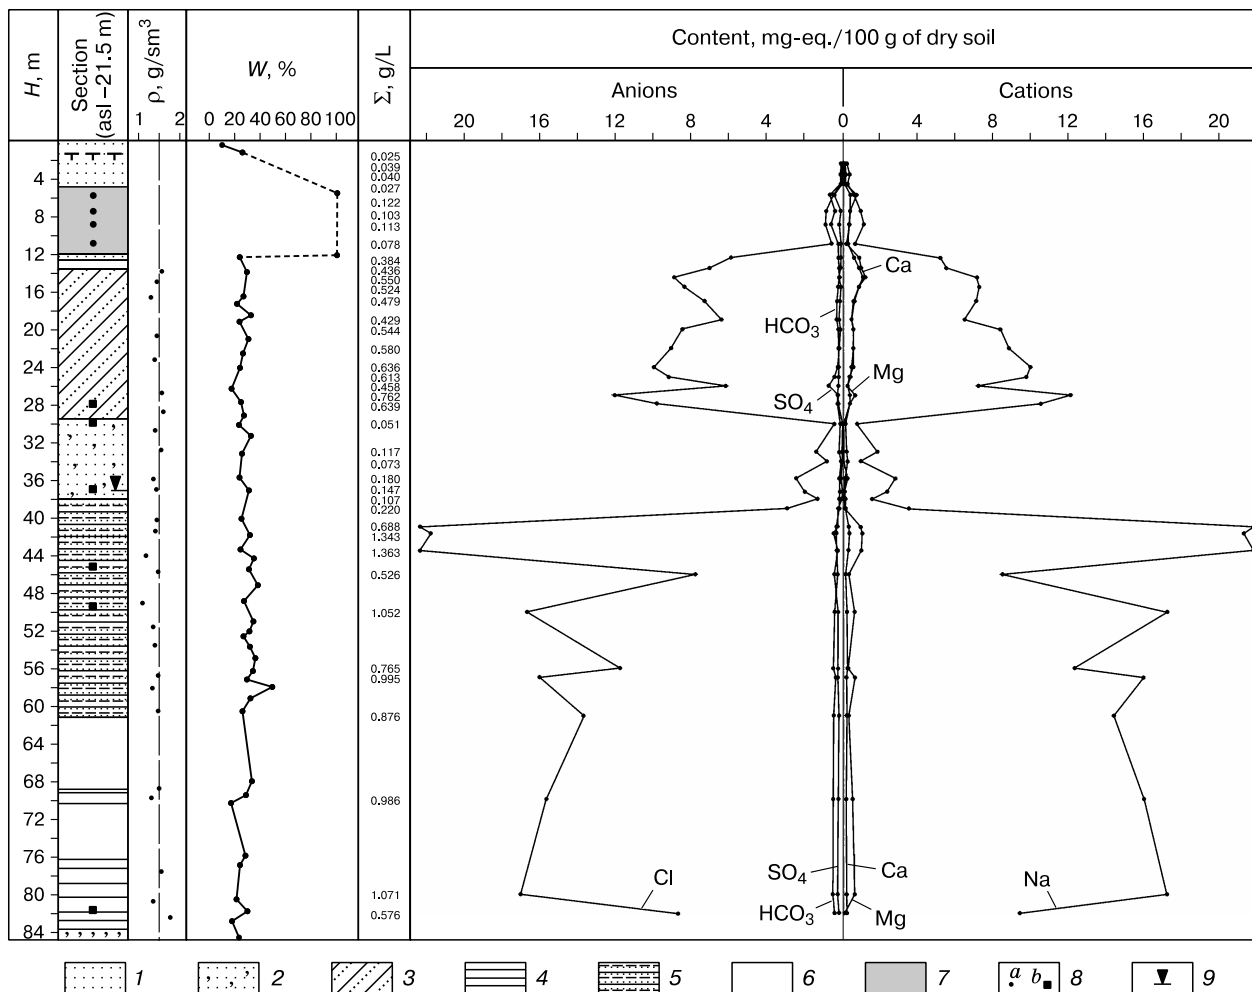 H, m
Section
(asl –21.5 m)
ρ, g/sm³
W, %
Σ, g/L
Content, mg-eq./100 g of dry soil
Anions
Cations
1 2
0 20 40 60 80 100
20 16 12 8 4 0 4 8 12 16 20
4
8
12
16
20
24
28
32
36
40
44
48
52
56
60
64
68
72
76
80
84
0.025
0.039
0.040
0.027
0.122
0.103
0.113
0.078
0.384
0.436
0.550
0.524
0.479
0.429
0.544
0.580
0.636
0.613
0.458
0.762
0.639
0.051
0.117
0.073
0.180
0.147
0.107
0.220
0.688
1.343
1.363
0.526
1.052
0.765
0.995
0.876
0.986
1.071
0.576
Ca
HCO₃
Mg
SO₄
Cl
SO₄
HCO₃
Ca
Mg
Na
1 2 3 4 5 6 7 a b 8 9